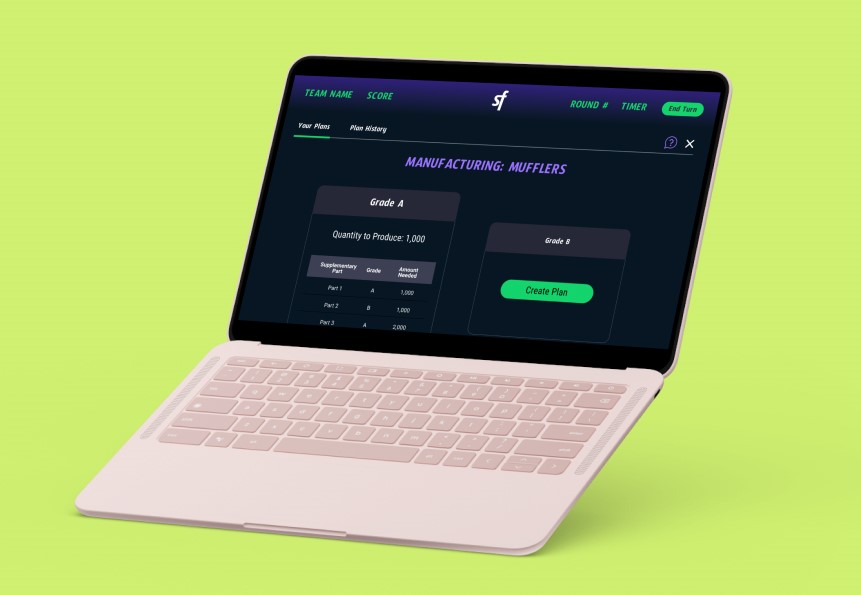 TEAM NAME SCORE sf ROUND # TIMER End Turn
Your Plans Plan History ?
MANUFACTURING: MUFFLERS
Grade A
Quantity to Produce: 1,000
Supplementary Part Grade Amount Needed
Part 1 A 1,000
Part 2 B 1,000
Part 3 A 2,000
Grade B
Create Plan